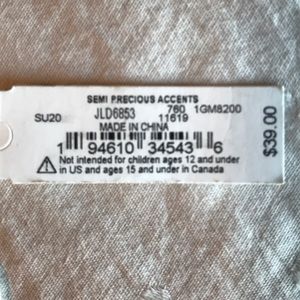 SEMI PRECIOUS ACCENTS
760 1GM8200
SU20 JLD6853 11619
MADE IN CHINA
$39.00
1 94610 34543 6
Not intended for children ages 12 and under
in US and ages 15 and under in Canada